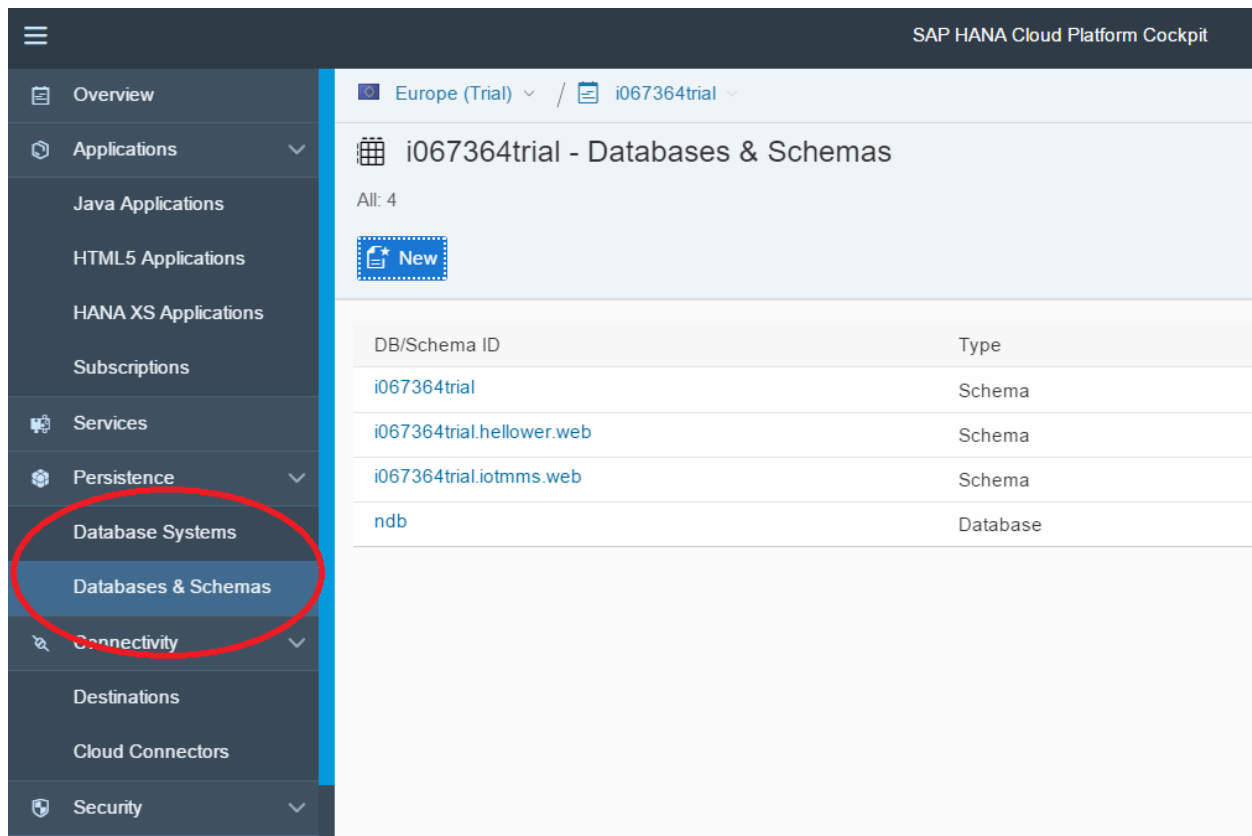 SAP HANA Cloud Platform Cockpit
Overview
Applications
Java Applications
HTML5 Applications
HANA XS Applications
Subscriptions
Services
Persistence
Database Systems
Databases & Schemas
Connectivity
Destinations
Cloud Connectors
Security
Europe (Trial) / i067364trial
i067364trial - Databases & Schemas
All: 4
New
DB/Schema ID Type
i067364trial Schema
i067364trial.hellower.web Schema
i067364trial.iotmms.web Schema
ndb Database